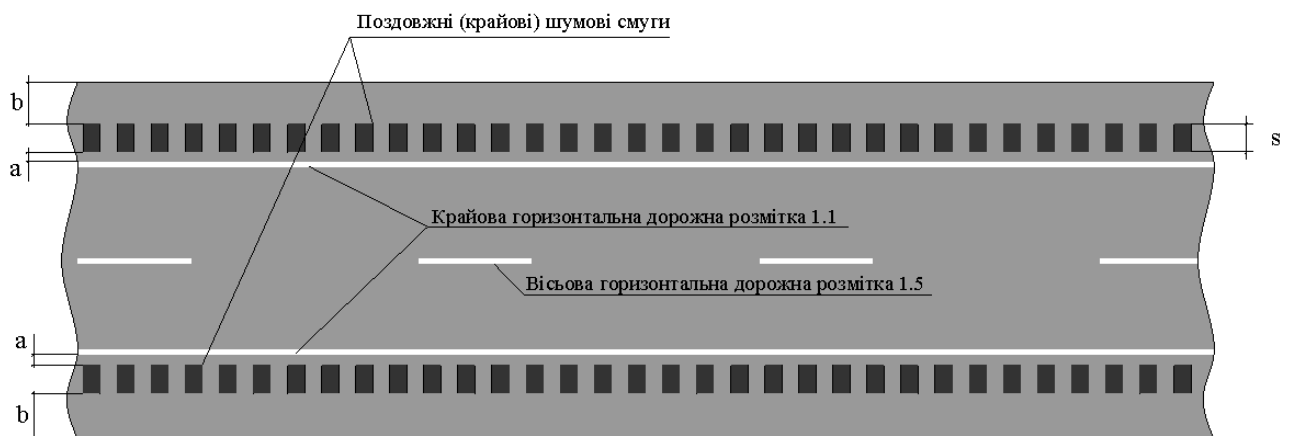 Поздовжні (крайові) шумові смуги
b
a
s
Крайова горизонтальна дорожна розмітка 1.1
Вісьова горизонтальна дорожна розмітка 1.5
a
b